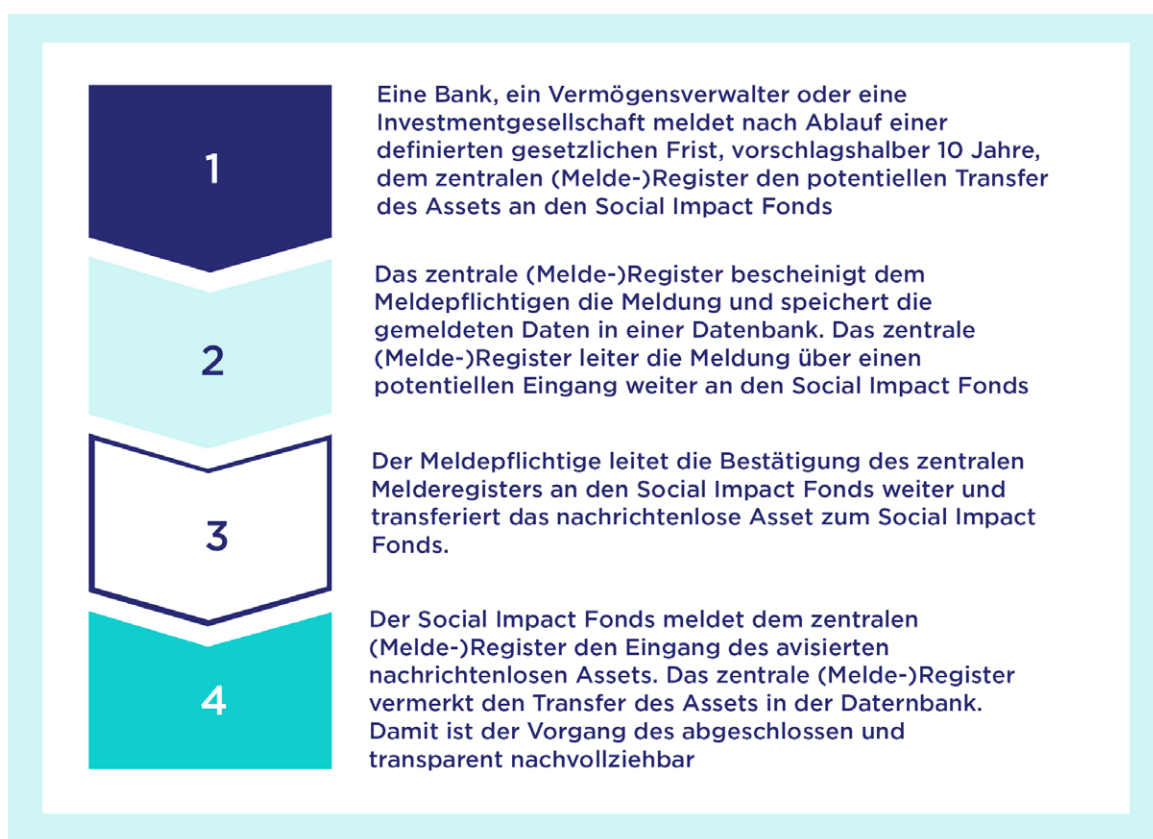 1
Eine Bank, ein Vermögensverwalter oder eine
Investmentgesellschaft meldet nach Ablauf einer
definierten gesetzlichen Frist, vorschlagshalber 10 Jahre,
dem zentralen (Melde-)Register den potentiellen Transfer
des Assets an den Social Impact Fonds
2
Das zentrale (Melde-)Register bescheinigt dem
Meldepflichtigen die Meldung und speichert die
gemeldeten Daten in einer Datenbank. Das zentrale
(Melde-)Register leiter die Meldung über einen
potentiellen Eingang weiter an den Social Impact Fonds
3
Der Meldepflichtige leitet die Bestätigung des zentralen
Melderegisters an den Social Impact Fonds weiter und
transferiert das nachrichtenlose Asset zum Social Impact
Fonds.
4
Der Social Impact Fonds meldet dem zentralen
(Melde-)Register den Eingang des avisierten
nachrichtenlosen Assets. Das zentrale (Melde-)Register
vermerkt den Transfer des Assets in der Daternbank.
Damit ist der Vorgang des abgeschlossen und
transparent nachvollziehbar